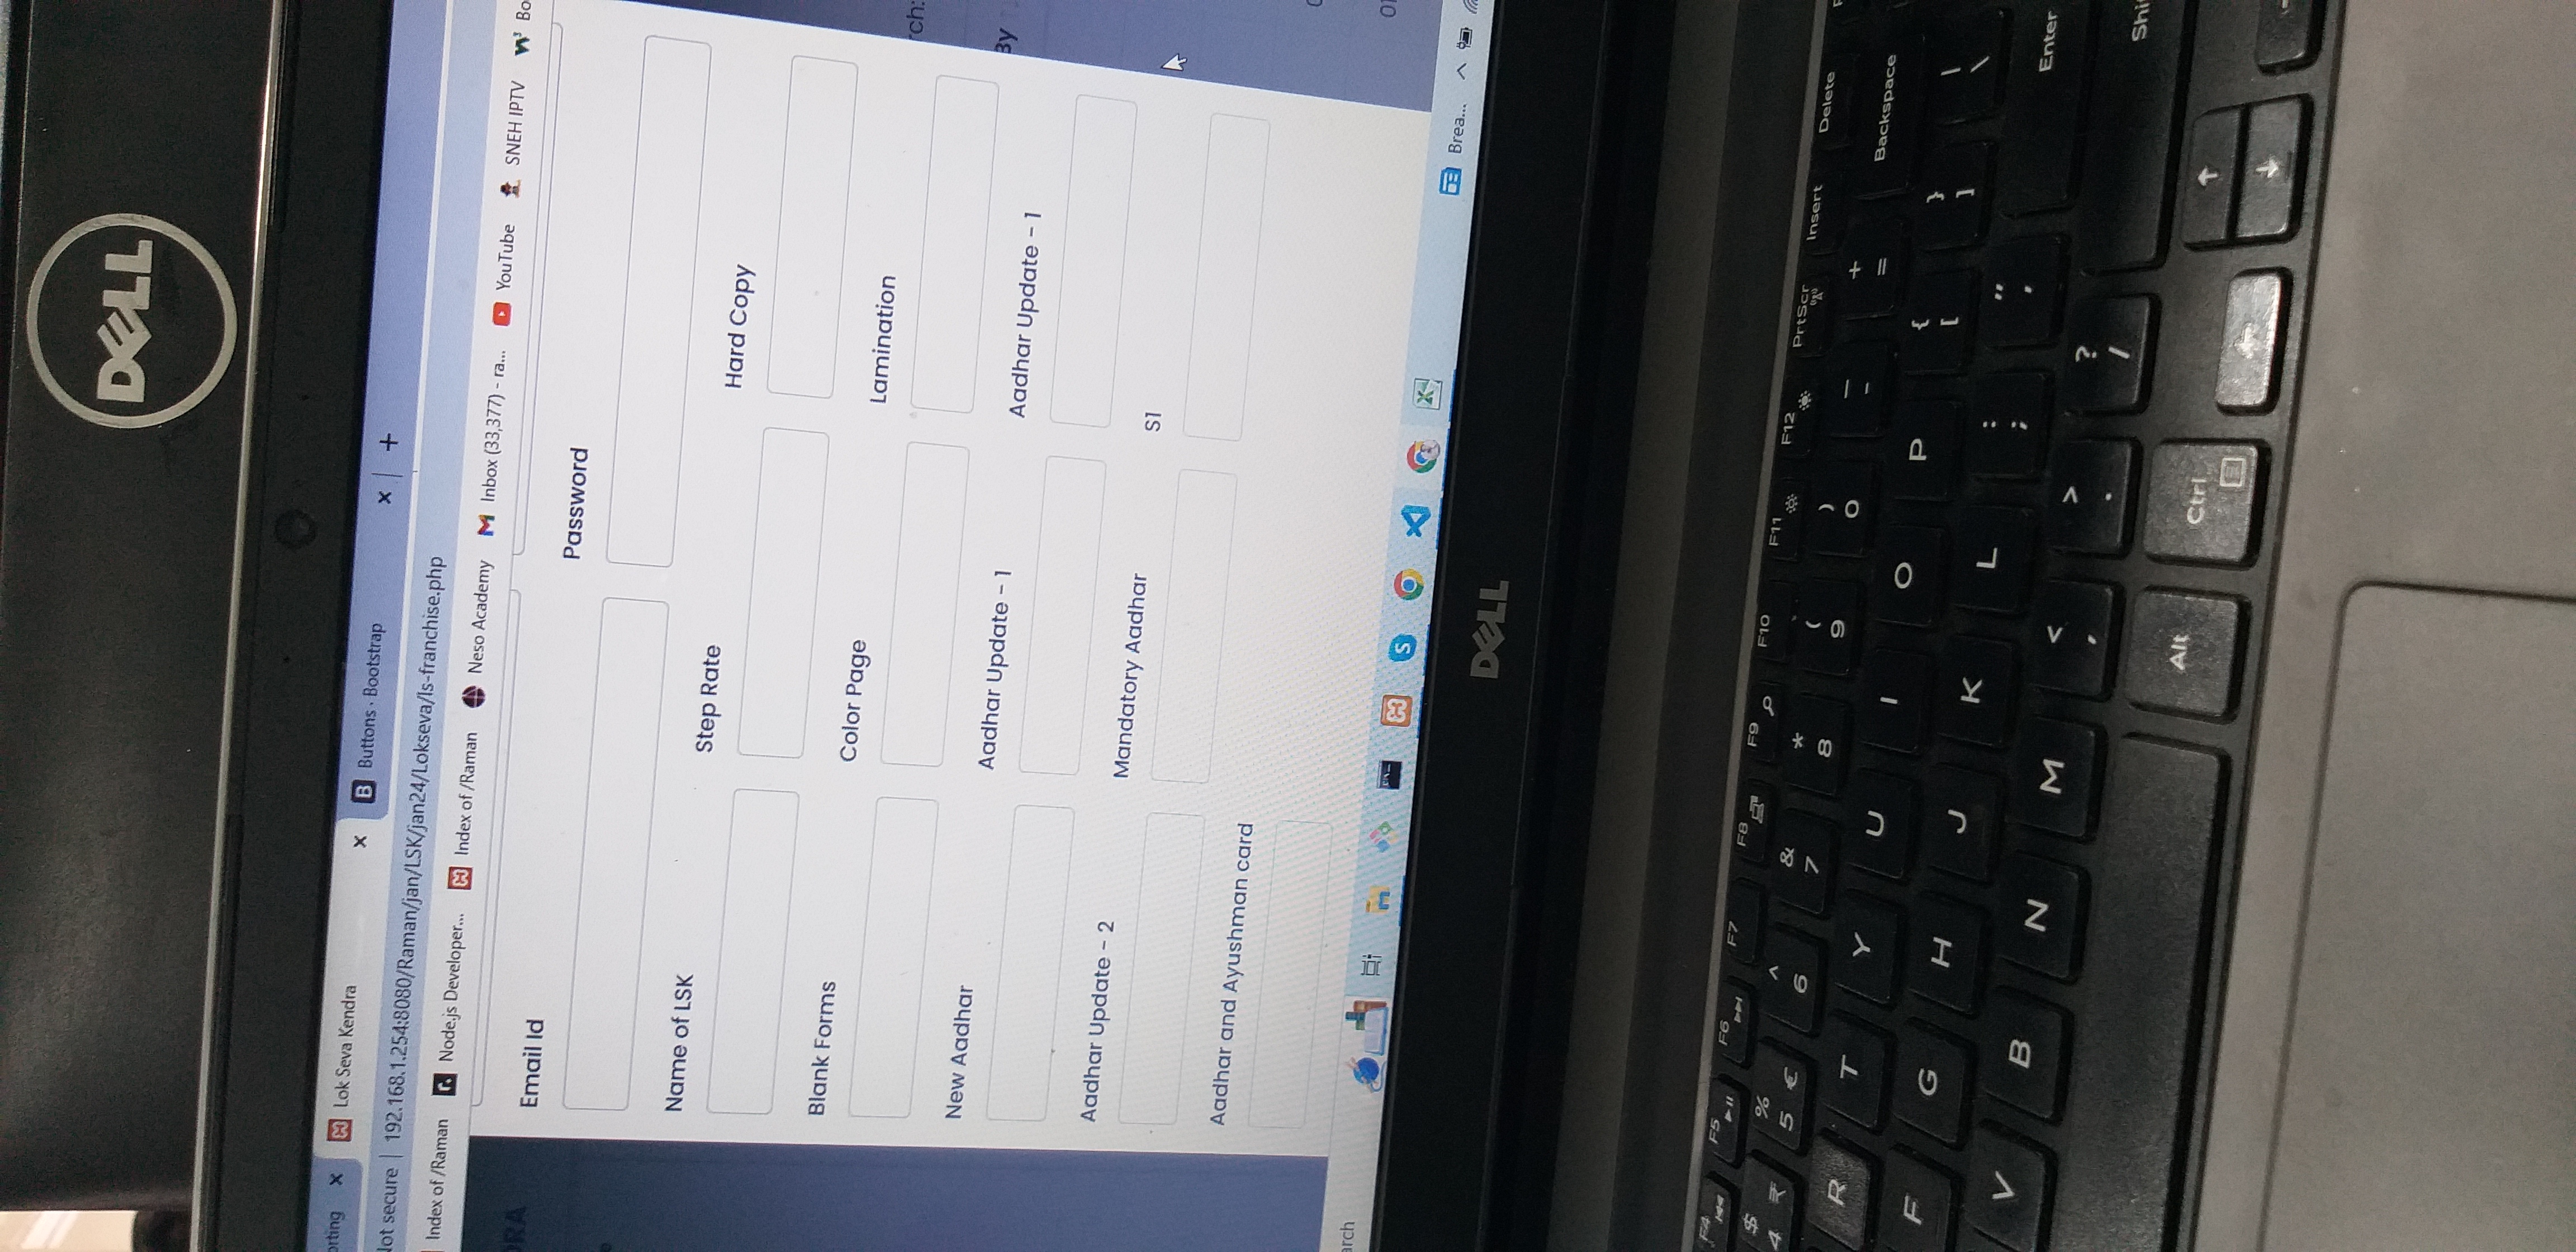 DELL
orting × Lok Seva Kendra × B Buttons · Bootstrap × +
Not secure | 192.168.1.254:8080/Raman/jan/LSK/jan24/Lokseva/ls-franchise.php
Index of /Raman Node.js Developer... Index of /Raman Neso Academy Inbox (33,377) - ra... YouTube SNEH IPTV Bo
DRA
Email Id Password
Name of LSK Step Rate Hard Copy
Blank Forms Color Page Lamination
rch:
New Aadhar Aadhar Update - 1 Aadhar Update - 1
By
Aadhar Update - 2 Mandatory Aadhar S1
Aadhar and Ayushman card
arch
Brea...
DELL
F4 F5 F6 F7 F8 F9 F10 F11 F12 PrtScr Insert Delete
$ 4 ₹ % 5 € ^ 6 & 7 * 8 ( 9 ) 0 _ - + = Backspace
R T Y U I O P { [ } ] | \
F G H J K L : ; " ' Enter
V B N M < , > . ? / Shi
Alt Ctrl